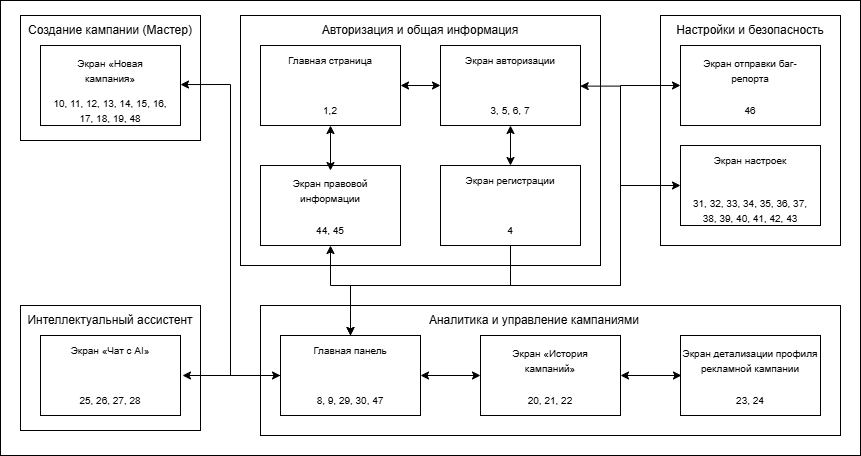 Создание кампании (Мастер)
Экран «Новая
кампания»
10, 11, 12, 13, 14, 15, 16,
17, 18, 19, 48
Авторизация и общая информация
Главная страница
1,2
Экран авторизации
3, 5, 6, 7
Экран правовой
информации
44, 45
Экран регистрации
4
Настройки и безопасность
Экран отправки баг-
репорта
46
Экран настроек
31, 32, 33, 34, 35, 36, 37,
38, 39, 40, 41, 42, 43
Интеллектуальный ассистент
Экран «Чат с AI»
25, 26, 27, 28
Аналитика и управление кампаниями
Главная панель
8, 9, 29, 30, 47
Экран «История
кампаний»
20, 21, 22
Экран детализации профиля
рекламной кампании
23, 24